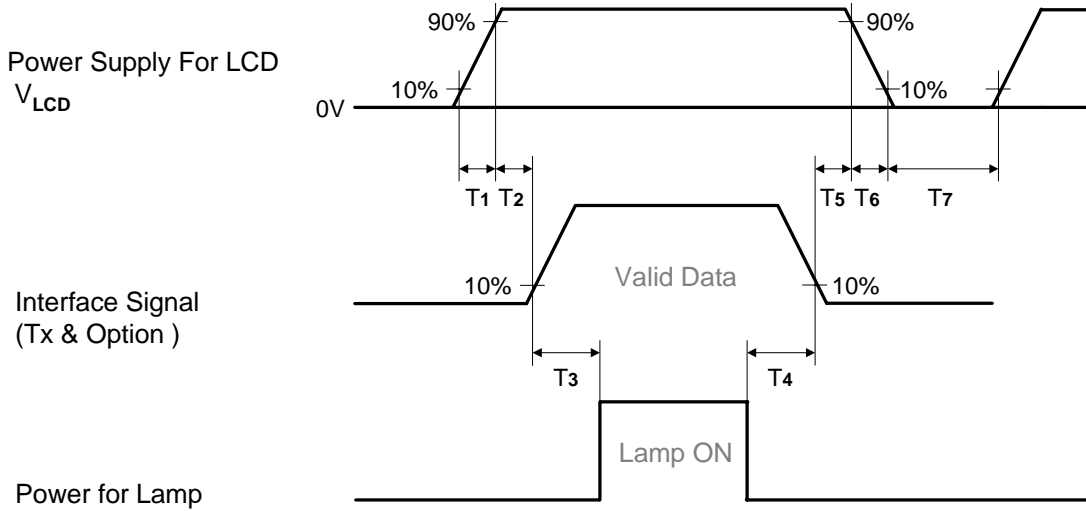 90%
90%
Power Supply For LCD
VLCD
10%
10%
0V
T1 T2
T5 T6 T7
Valid Data
10%
10%
Interface Signal
(Tx & Option )
T3
T4
Lamp ON
Power for Lamp